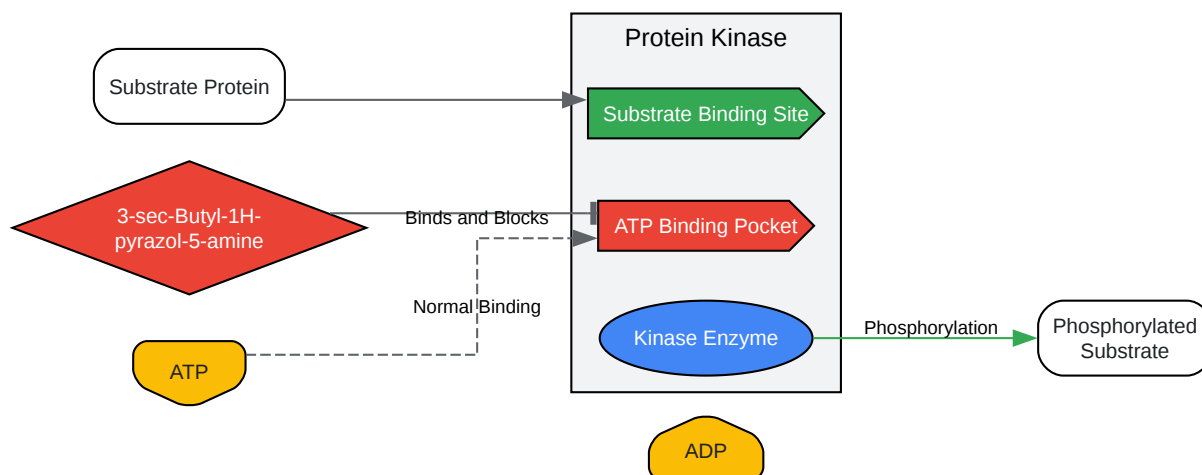 Protein Kinase
Substrate Protein
Substrate Binding Site
3-sec-Butyl-1H-
pyrazol-5-amine
Binds and Blocks
ATP Binding Pocket
Normal Binding
ATP
Kinase Enzyme
Phosphorylation
Phosphorylated
Substrate
ADP